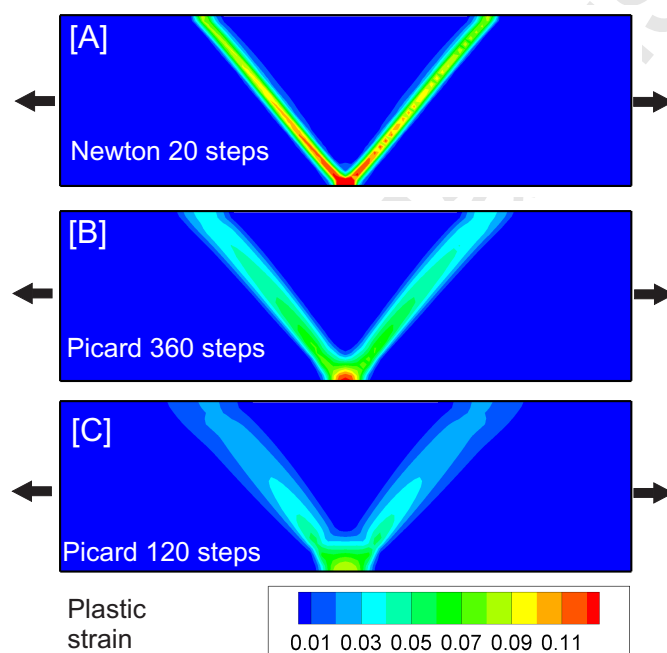 [A]
Newton 20 steps
[B]
Picard 360 steps
[C]
Picard 120 steps
Plastic
strain
0.01 0.03 0.05 0.07 0.09 0.11